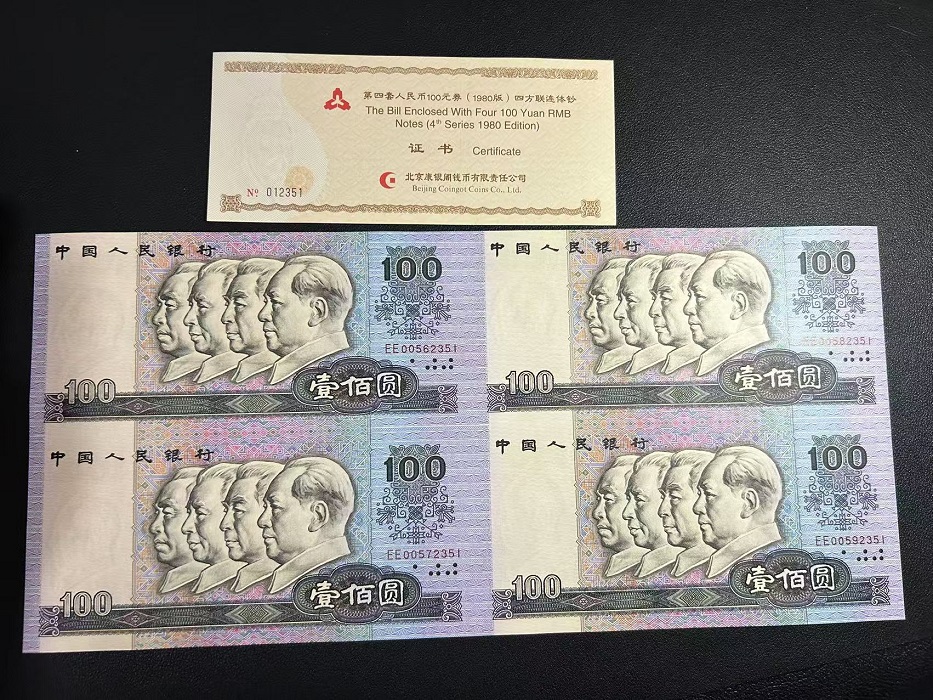 第四套人民币100元券（1980版）四方联连体钞
The Bill Enclosed With Four 100 Yuan RMB
Notes (4th Series 1980 Edition)
证书 Certificate
北京康银阁钱币有限责任公司
Beijing Coingot Coins Co., Ltd.
№ 012351
中国人民银行
100
EE00562351
100
壹佰圆
中国人民银行
100
EE00582351
100
壹佰圆
中国人民银行
100
EE00572351
100
壹佰圆
中国人民银行
100
EE00592351
100
壹佰圆